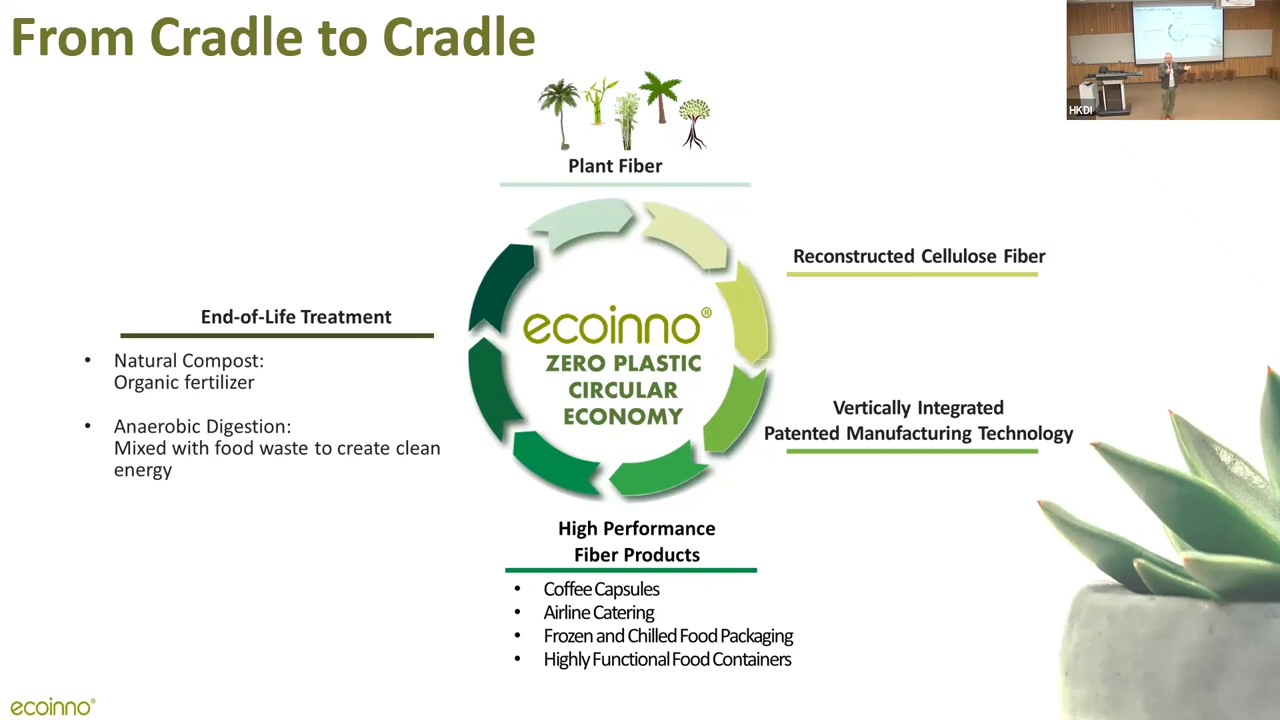 From Cradle to Cradle
HKDI
Plant Fiber
Reconstructed Cellulose Fiber
ecoinno®
ZERO PLASTIC
CIRCULAR
ECONOMY
End-of-Life Treatment
• Natural Compost:
Organic fertilizer
• Anaerobic Digestion:
Mixed with food waste to create clean
energy
Vertically Integrated
Patented Manufacturing Technology
High Performance
Fiber Products
• Coffee Capsules
• Airline Catering
• Frozen and Chilled Food Packaging
• Highly Functional Food Containers
ecoinno®